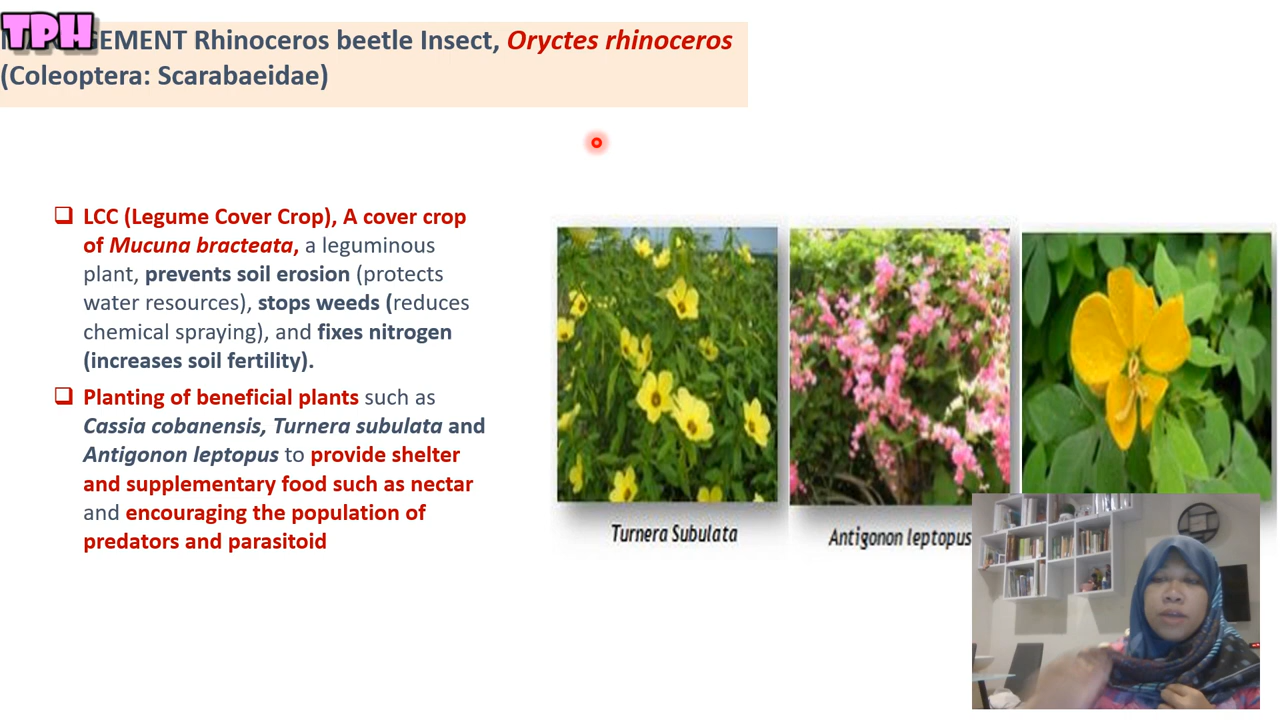 TPH
EMENT Rhinoceros beetle Insect, Oryctes rhinoceros
(Coleoptera: Scarabaeidae)
❑ LCC (Legume Cover Crop), A cover crop
of Mucuna bracteata, a leguminous
plant, prevents soil erosion (protects
water resources), stops weeds (reduces
chemical spraying), and fixes nitrogen
(increases soil fertility).
❑ Planting of beneficial plants such as
Cassia cobanensis, Turnera subulata and
Antigonon leptopus to provide shelter
and supplementary food such as nectar
and encouraging the population of
predators and parasitoid
Turnera Subulata
Antigonon leptopus